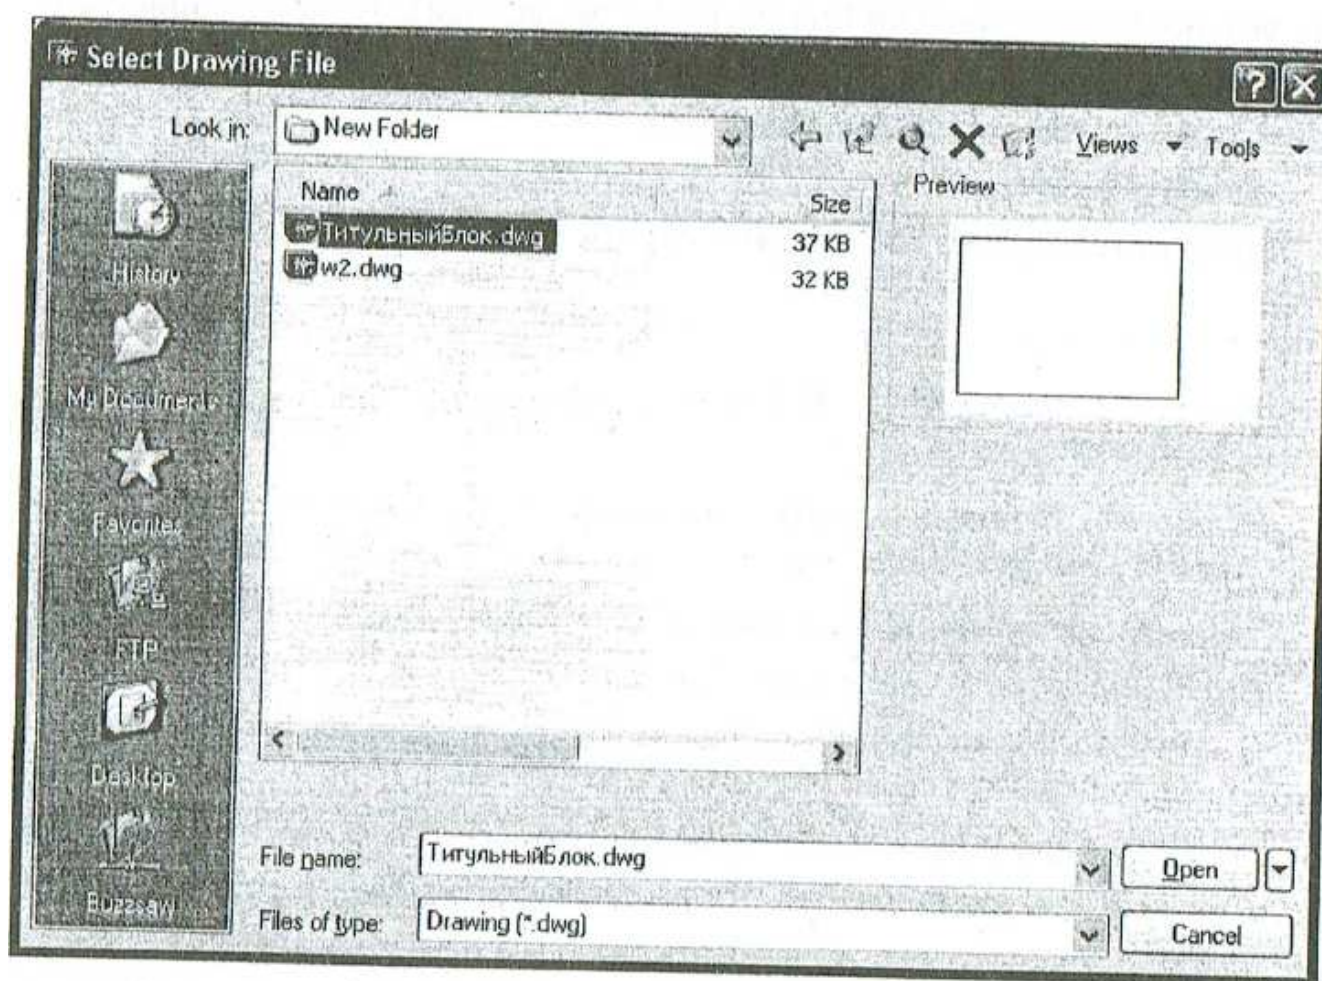 Select Drawing File
Look in:
New Folder
Views
Tools
Name
Size
Preview
ТитульныйБлок.dwg
37 KB
w2.dwg
32 KB
History
My Documents
Favorites
FTP
Desktop
Buzzsaw
File name:
ТитульныйБлок.dwg
Open
Files of type:
Drawing (*.dwg)
Cancel